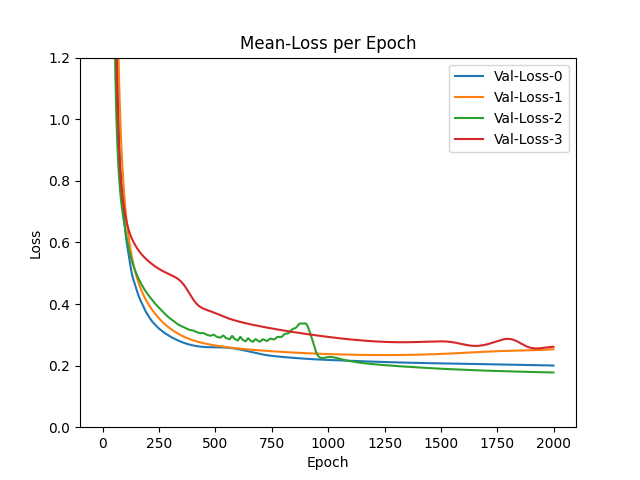 Mean-Loss per Epoch
1.2
1.0
0.8
0.6
0.4
0.2
0.0
Loss
Val-Loss-0
Val-Loss-1
Val-Loss-2
Val-Loss-3
0 250 500 750 1000 1250 1500 1750 2000
Epoch